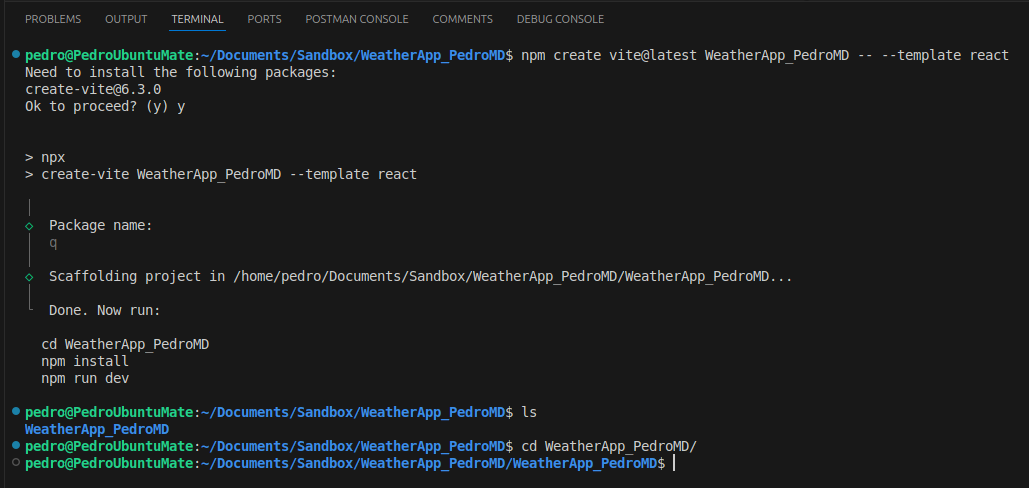 PROBLEMS OUTPUT TERMINAL PORTS POSTMAN CONSOLE COMMENTS DEBUG CONSOLE
pedro@PedroUbuntuMate:~/Documents/Sandbox/WeatherApp_PedroMD$ npm create vite@latest WeatherApp_PedroMD -- --template react
Need to install the following packages:
create-vite@6.3.0
Ok to proceed? (y) y
> npx
> create-vite WeatherApp_PedroMD --template react
Package name:
q
Scaffolding project in /home/pedro/Documents/Sandbox/WeatherApp_PedroMD/WeatherApp_PedroMD...
Done. Now run:
cd WeatherApp_PedroMD
npm install
npm run dev
pedro@PedroUbuntuMate:~/Documents/Sandbox/WeatherApp_PedroMD$ ls
WeatherApp_PedroMD
pedro@PedroUbuntuMate:~/Documents/Sandbox/WeatherApp_PedroMD$ cd WeatherApp_PedroMD/
pedro@PedroUbuntuMate:~/Documents/Sandbox/WeatherApp_PedroMD/WeatherApp_PedroMD$